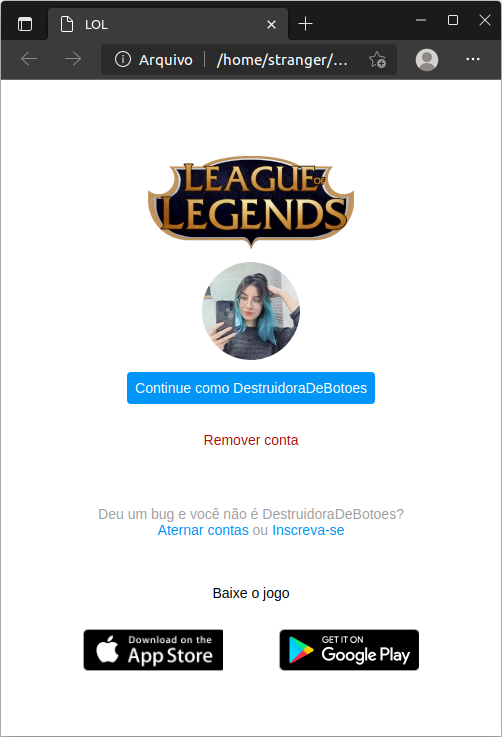 LOL
Arquivo
/home/stranger/...
LEAGUE OF
LEGENDS
Continue como DestruidoraDeBotoes
Remover conta
Deu um bug e você não é DestruidoraDeBotoes?
Aternar contas ou Inscreva-se
Baixe o jogo
Download on the
App Store
GET IT ON
Google Play